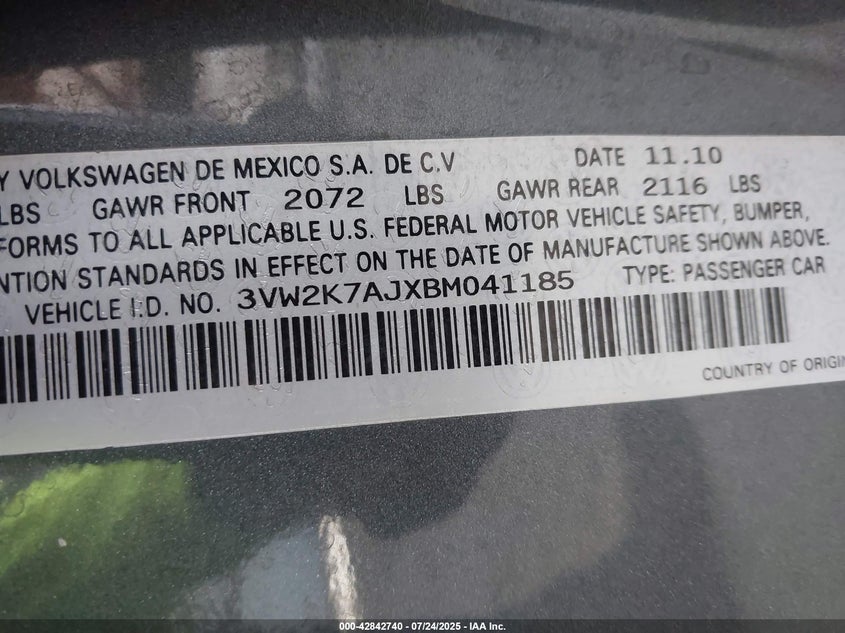 Y VOLKSWAGEN DE MEXICO S.A. DE C.V DATE 11.10
LBS GAWR FRONT 2072 LBS GAWR REAR 2116 LBS
FORMS TO ALL APPLICABLE U.S. FEDERAL MOTOR VEHICLE SAFETY, BUMPER,
NTION STANDARDS IN EFFECT ON THE DATE OF MANUFACTURE SHOWN ABOVE.
VEHICLE I.D. NO. 3VW2K7AJXBM041185 TYPE: PASSENGER CAR
COUNTRY OF ORIGIN
000-42842740 - 07/24/2025 - IAA Inc.